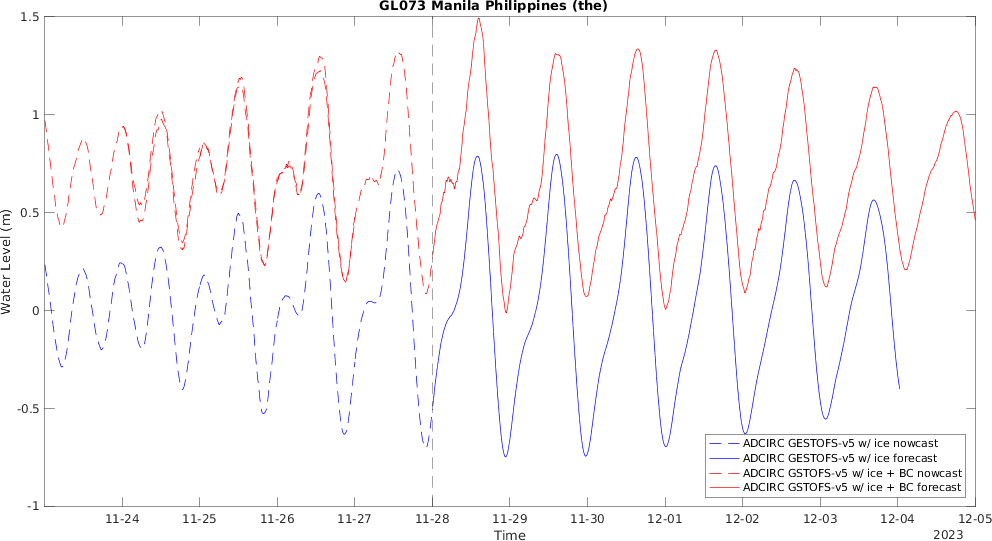 GL073 Manila Philippines (the)
1.5
1
0.5
0
-0.5
-1
Water Level (m)
11-24 11-25 11-26 11-27 11-28 11-29 11-30 12-01 12-02 12-03 12-04 12-05
Time
2023
ADCIRC GESTOFS-v5 w/ ice nowcast
ADCIRC GESTOFS-v5 w/ ice forecast
ADCIRC GSTOFS-v5 w/ ice + BC nowcast
ADCIRC GSTOFS-v5 w/ ice + BC forecast